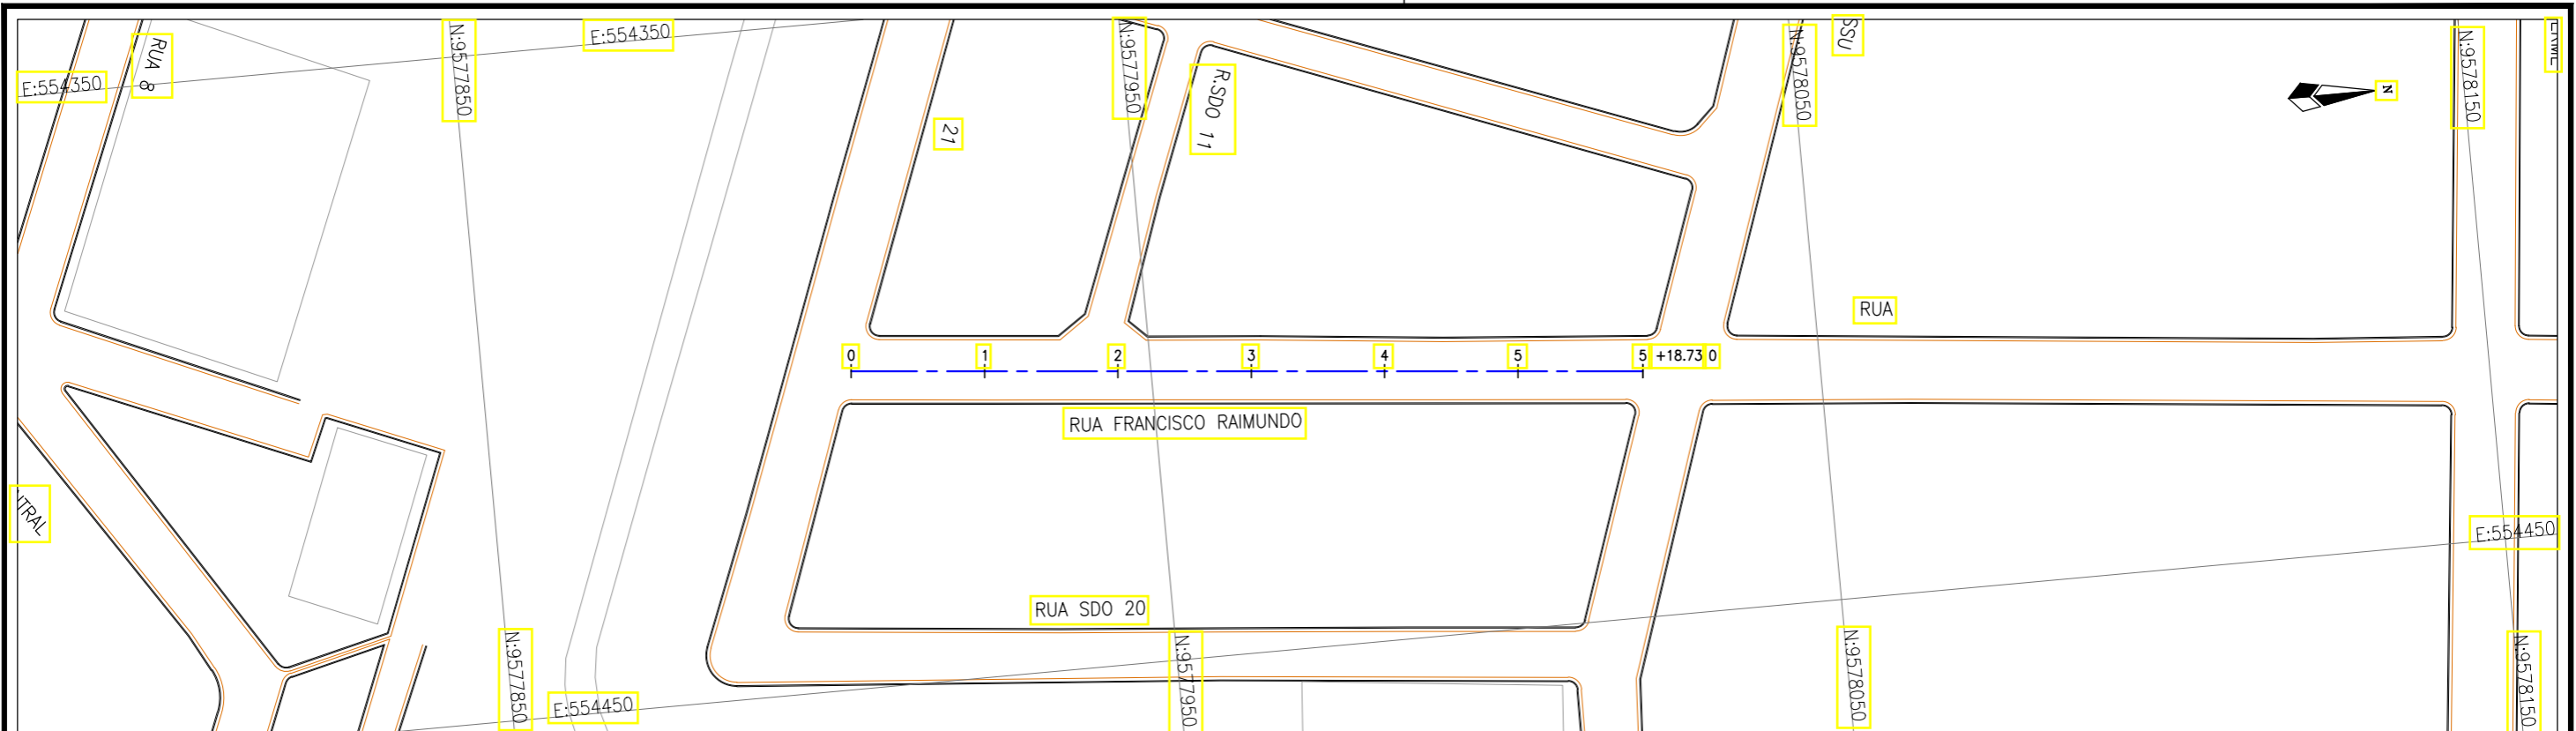 RUA 8
E:554350
N:9577850
E:554350
N:9577950
R.SDO 11
21
N:9578050
SSU
N
N:9578150
RUA
0 1 2 3 4 5 5 +18.73 0
RUA FRANCISCO RAIMUNDO
NTRAL
E:554450
RUA SDO 20
N:9577850
E:554450
N:9577950
N:9578050
N:9578150